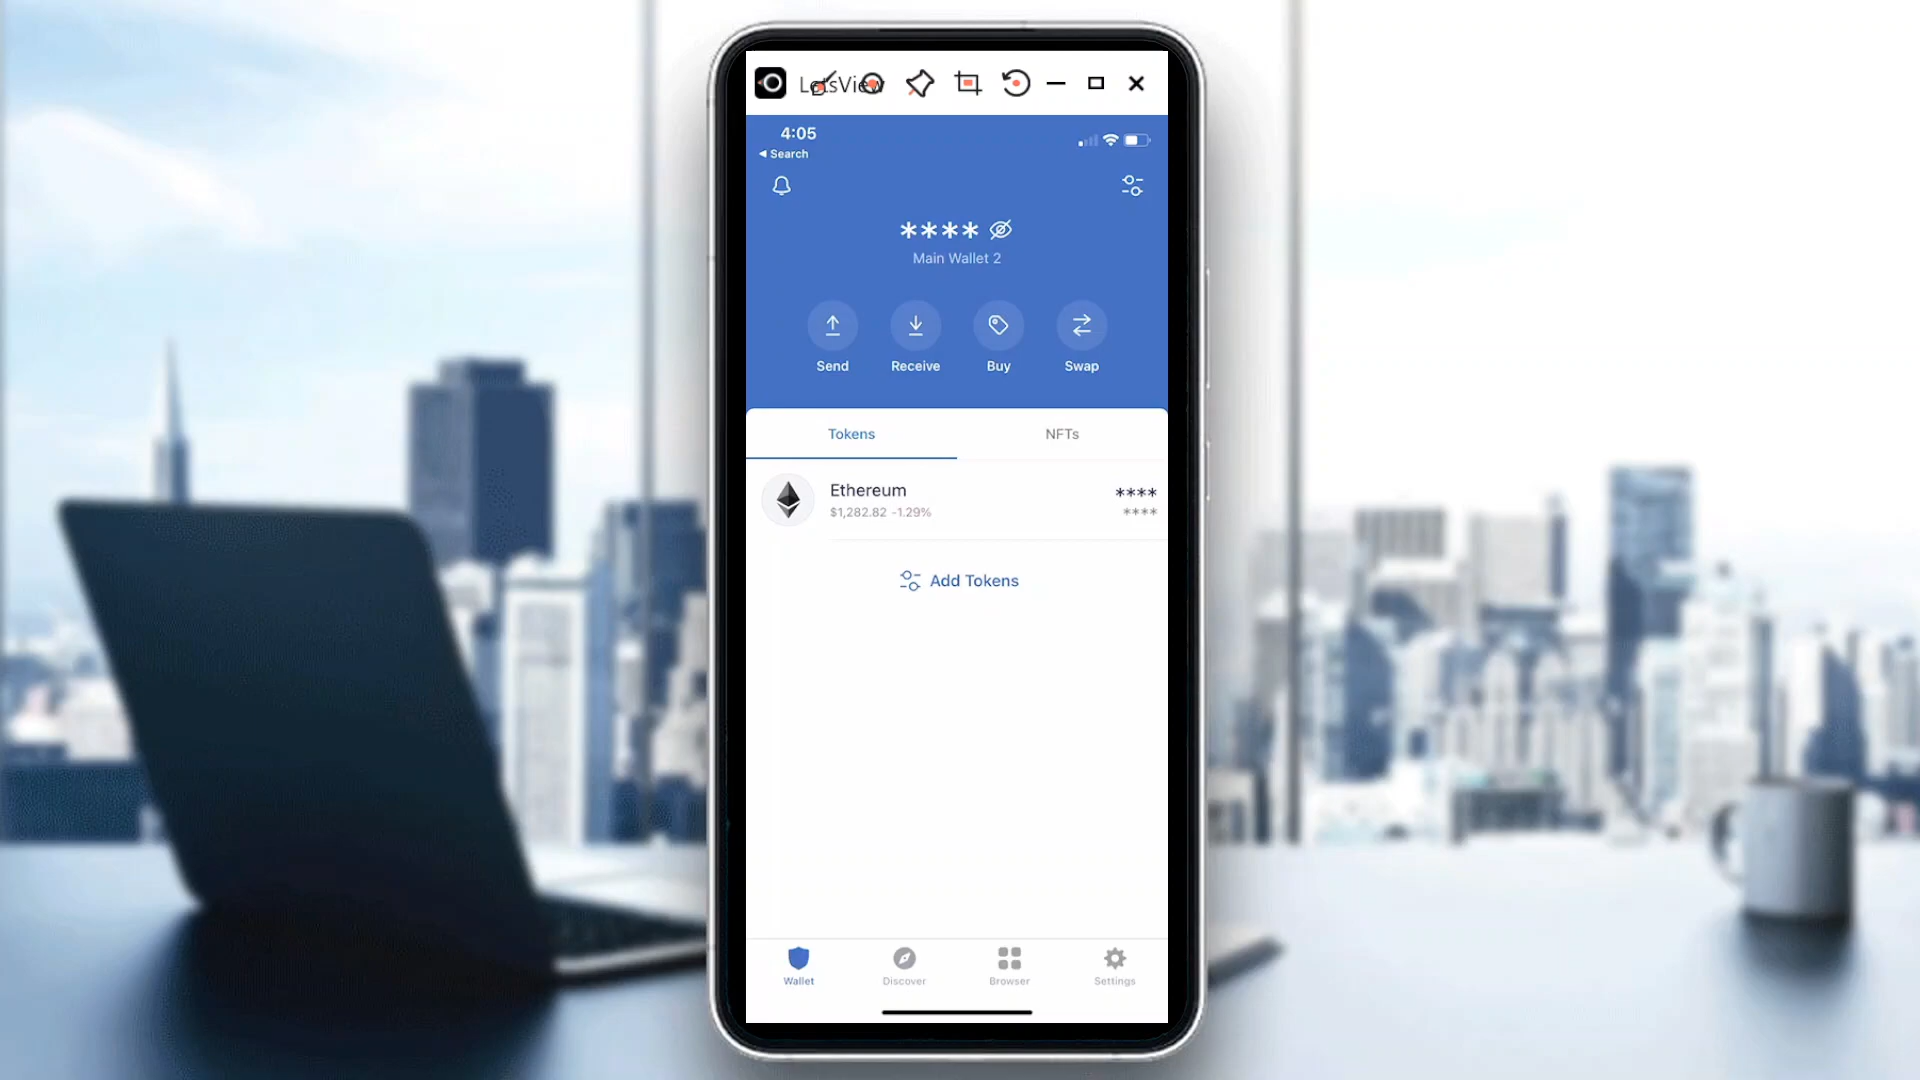 LetsView
4:05
◀ Search
****
Main Wallet 2
Send Receive Buy Swap
Tokens NFTs
Ethereum ****
$1,282.82 -1.29% ****
Add Tokens
Wallet Discover Browser Settings